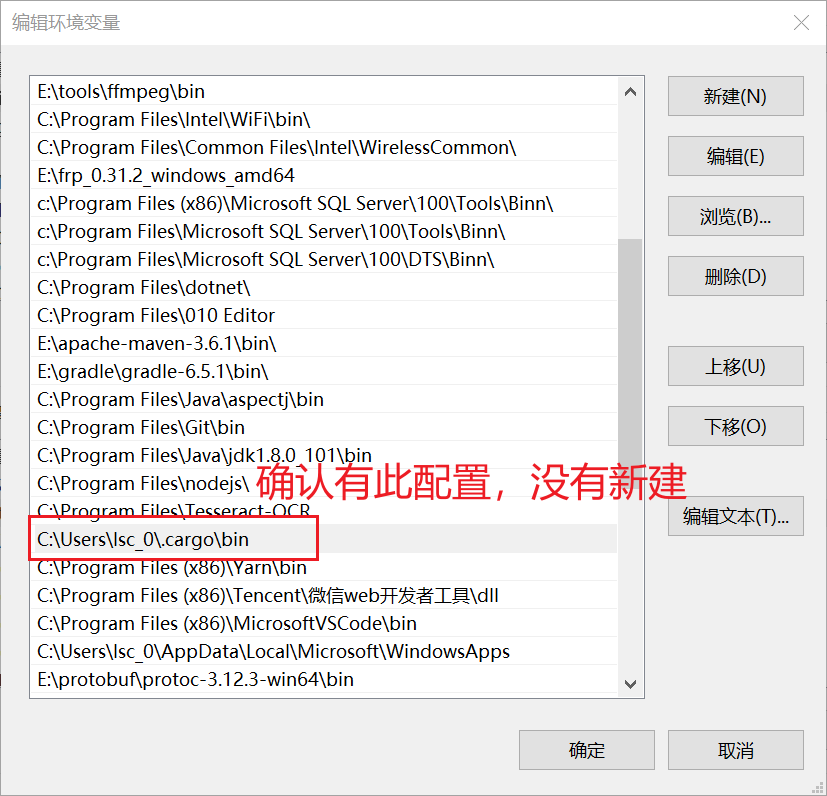 编辑环境变量
E:\tools\ffmpeg\bin
C:\Program Files\Intel\WiFi\bin\
C:\Program Files\Common Files\Intel\WirelessCommon\
E:\frp_0.31.2_windows_amd64
c:\Program Files (x86)\Microsoft SQL Server\100\Tools\Binn\
c:\Program Files\Microsoft SQL Server\100\Tools\Binn\
c:\Program Files\Microsoft SQL Server\100\DTS\Binn\
C:\Program Files\dotnet\
C:\Program Files\010 Editor
E:\apache-maven-3.6.1\bin\
E:\gradle\gradle-6.5.1\bin\
C:\Program Files\Java\aspectj\bin
C:\Program Files\Git\bin
C:\Program Files\Java\jdk1.8.0_101\bin
C:\Program Files\nodejs\
确认有此配置，没有新建
C:\Program Files\Tesseract-OCR
C:\Users\lsc_0\.cargo\bin
C:\Program Files (x86)\Yarn\bin
C:\Program Files (x86)\Tencent\微信web开发者工具\dll
C:\Program Files (x86)\MicrosoftVSCode\bin
C:\Users\lsc_0\AppData\Local\Microsoft\WindowsApps
E:\protobuf\protoc-3.12.3-win64\bin
新建(N)
编辑(E)
浏览(B)...
删除(D)
上移(U)
下移(O)
编辑文本(T)...
确定
取消